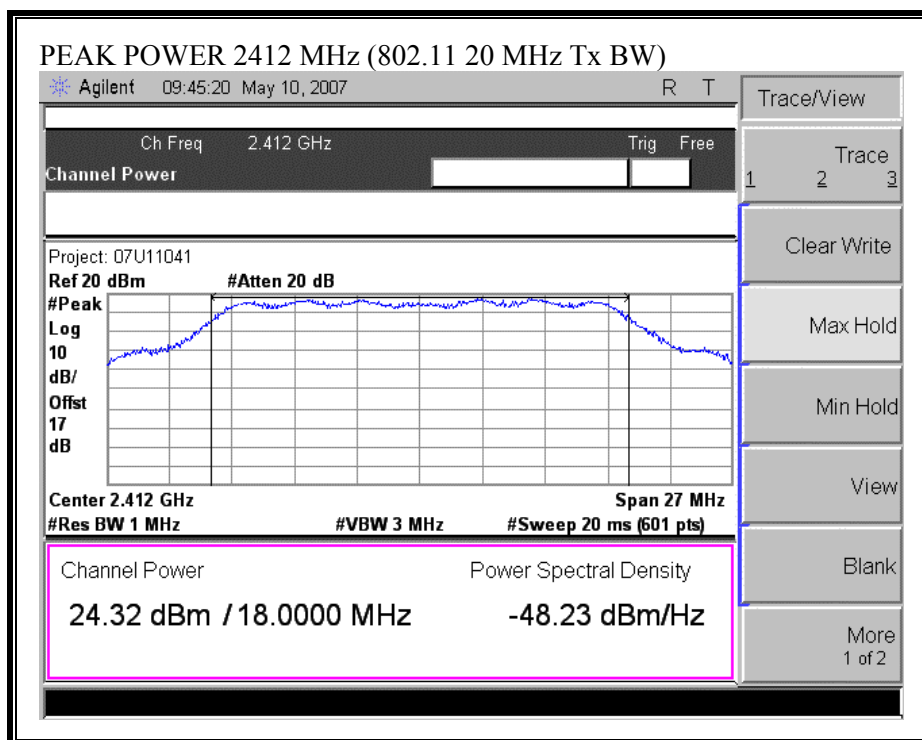 PEAK POWER 2412 MHz (802.11 20 MHz Tx BW)
Agilent 09:45:20 May 10, 2007 R T
Trace/View
Ch Freq 2.412 GHz Trig Free
Channel Power
Trace
1 2 3
Clear Write
Project: 07U11041
Ref 20 dBm #Atten 20 dB
#Peak
Log
10
dB/
Offst
17
dB
Max Hold
Min Hold
View
Center 2.412 GHz Span 27 MHz
#Res BW 1 MHz #VBW 3 MHz #Sweep 20 ms (601 pts)
Channel Power Power Spectral Density
24.32 dBm / 18.0000 MHz -48.23 dBm/Hz
Blank
More
1 of 2